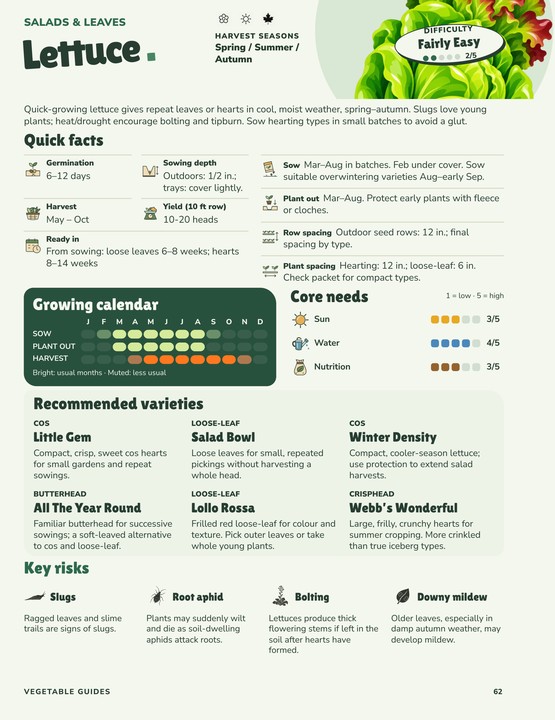 SALADS & LEAVES
Lettuce.
HARVEST SEASONS
Spring / Summer /
Autumn
DIFFICULTY
Fairly Easy
2/5
Quick-growing lettuce gives repeat leaves or hearts in cool, moist weather, spring–autumn. Slugs love young
plants; heat/drought encourage bolting and tipburn. Sow hearting types in small batches to avoid a glut.
Quick facts
Germination
6–12 days
Sowing depth
Outdoors: 1/2 in.;
trays: cover lightly.
Harvest
May – Oct
Yield (10 ft row)
10-20 heads
Ready in
From sowing: loose leaves 6–8 weeks; hearts
8–14 weeks
Sow Mar–Aug in batches. Feb under cover. Sow
suitable overwintering varieties Aug–early Sep.
Plant out Mar–Aug. Protect early plants with fleece
or cloches.
Row spacing Outdoor seed rows: 12 in.; final
spacing by type.
Plant spacing Hearting: 12 in.; loose-leaf: 6 in.
Check packet for compact types.
Growing calendar
J F M A M J J A S O N D
SOW
PLANT OUT
HARVEST
Bright: usual months · Muted: less usual
Core needs
1 = low · 5 = high
Sun 3/5
Water 4/5
Nutrition 3/5
Recommended varieties
COS
Little Gem
Compact, crisp, sweet cos hearts
for small gardens and repeat
sowings.
LOOSE-LEAF
Salad Bowl
Loose leaves for small, repeated
pickings without harvesting a
whole head.
COS
Winter Density
Compact, cooler-season lettuce;
use protection to extend salad
harvests.
BUTTERHEAD
All The Year Round
Familiar butterhead for successive
sowings; a soft-leaved alternative
to cos and loose-leaf.
LOOSE-LEAF
Lollo Rossa
Frilled red loose-leaf for colour and
texture. Pick outer leaves or take
whole young plants.
CRISPHEAD
Webb's Wonderful
Large, frilly, crunchy hearts for
summer cropping. More crinkled
than true iceberg types.
Key risks
Slugs
Ragged leaves and slime
trails are signs of slugs.
Root aphid
Plants may suddenly wilt
and die as soil-dwelling
aphids attack roots.
Bolting
Lettuces produce thick
flowering stems if left in the
soil after hearts have
formed.
Downy mildew
Older leaves, especially in
damp autumn weather, may
develop mildew.
VEGETABLE GUIDES
62